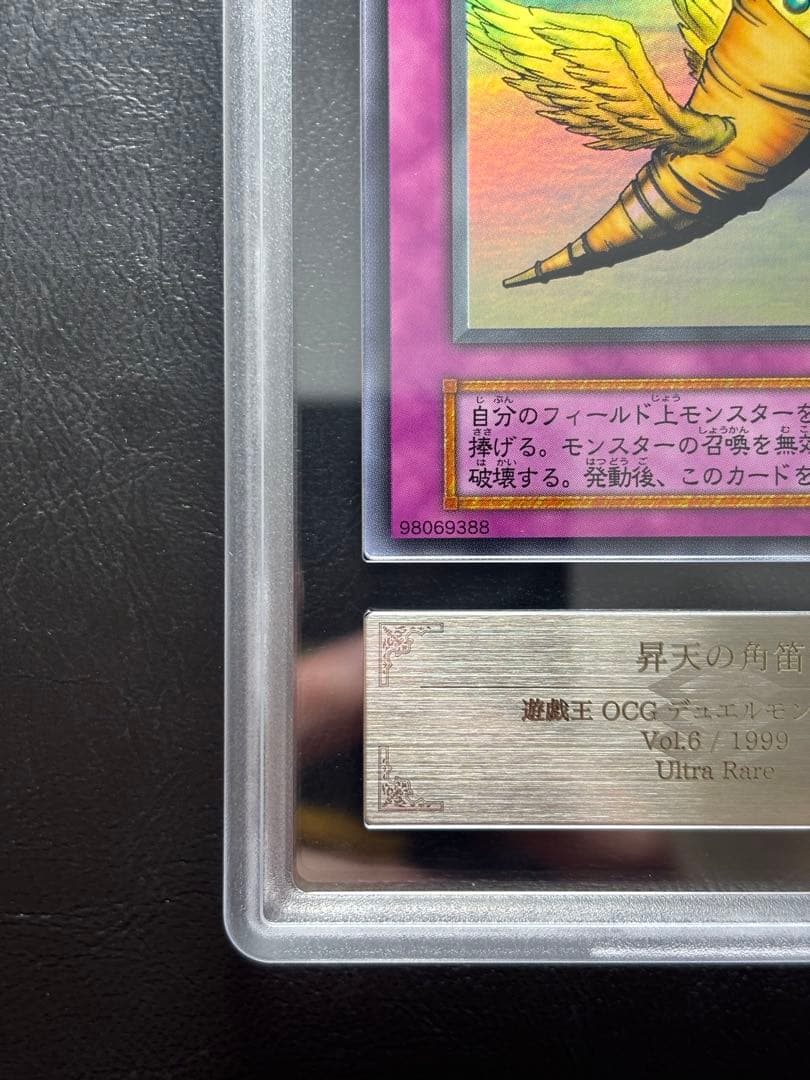 自分のフィールド上モンスターを
捧げる。モンスターの召喚を無効
破壊する。発動後、このカードを
98069388
昇天の角笛
遊戯王 OCG デュエルモン
Vol.6 / 1999
Ultra Rare